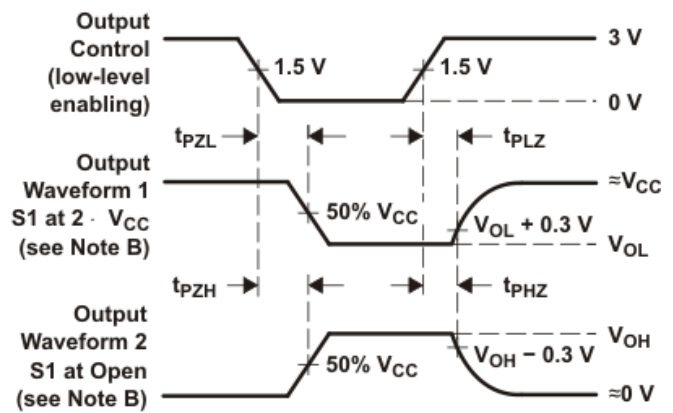 Output
Control
(low-level
enabling)
3 V
1.5 V
1.5 V
0 V
tPZL
tPLZ
Output
Waveform 1
S1 at 2 · VCC
(see Note B)
≈VCC
50% VCC
VOL + 0.3 V
VOL
tPZH
tPHZ
Output
Waveform 2
S1 at Open
(see Note B)
VOH
50% VCC
VOH − 0.3 V
≈0 V